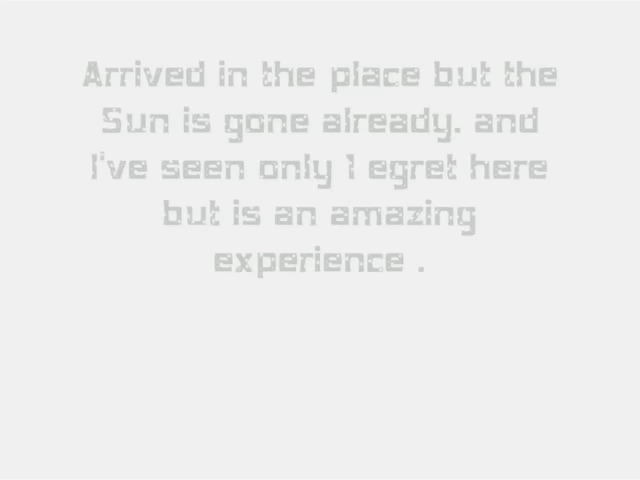 Arrived in the place but the
Sun is gone already. and
I've seen only 1 egret here
but is an amazing
experience .